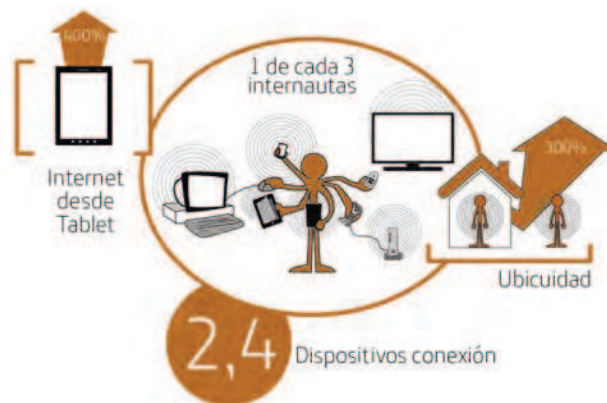 400%
1 de cada 3
internautas
300%
Internet
desde
Tablet
Ubicuidad
2,4 Dispositivos conexión